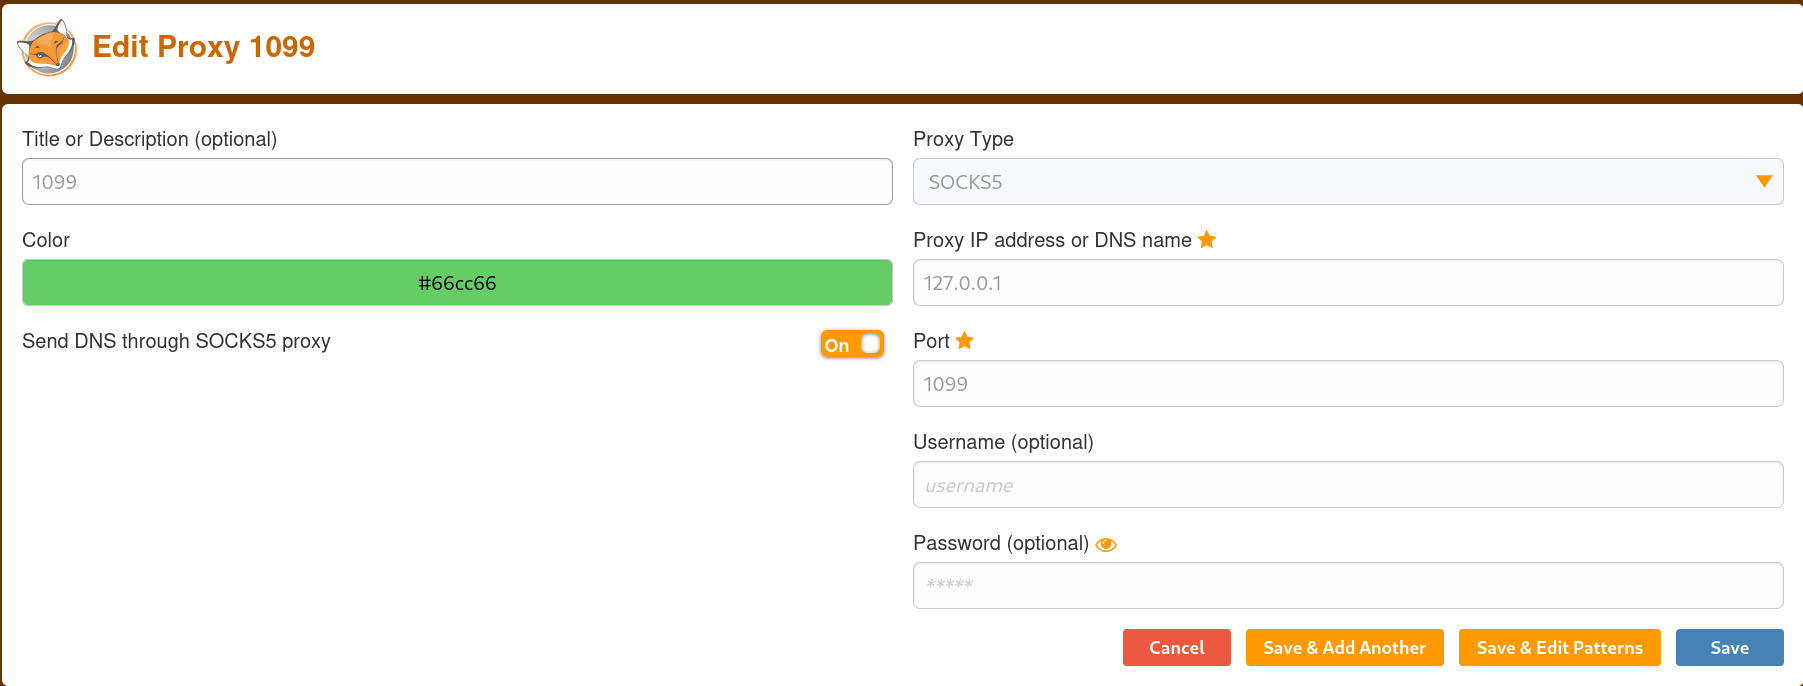 Edit Proxy 1099
Title or Description (optional)
1099
Color
#66cc66
Send DNS through SOCKS5 proxy
On
Proxy Type
SOCKS5
Proxy IP address or DNS name
127.0.0.1
Port
1099
Username (optional)
username
Password (optional)
*****
Cancel
Save & Add Another
Save & Edit Patterns
Save